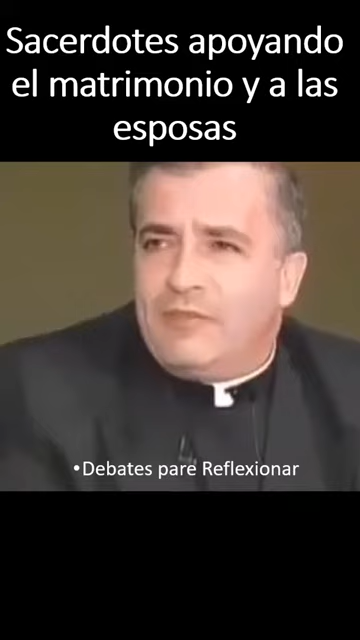 Sacerdotes apoyando
el matrimonio y a las
esposas
•Debates pare Reflexionar